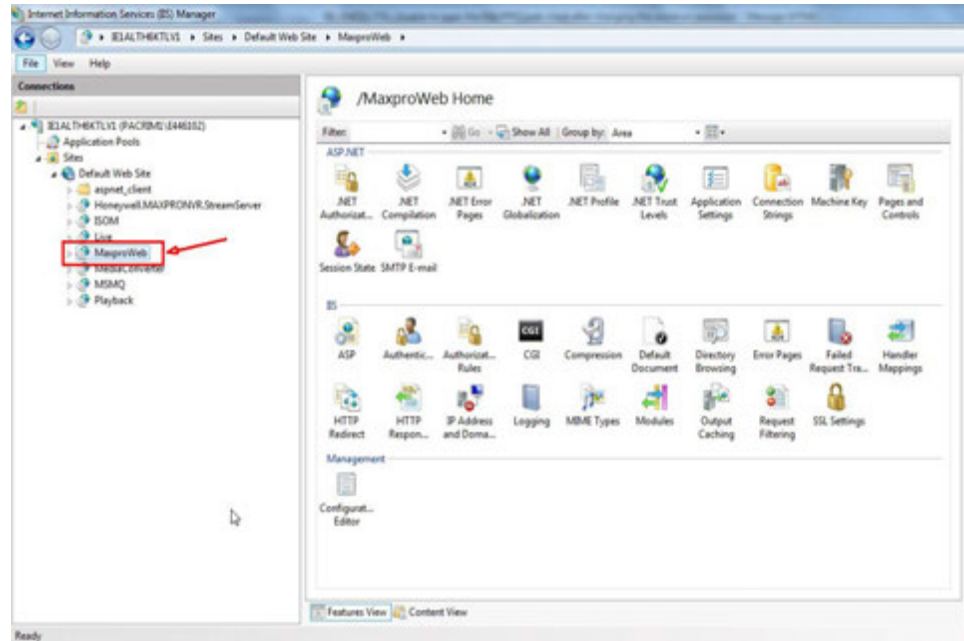 Internet Information Services (IIS) Manager
IE1ALTH6KTLV1 Sites Default Web Site MaxproWeb
File View Help
Connections
IE1ALTH6KTLV1 (PACRIM1\E446102)
Application Pools
Sites
Default Web Site
aspnet_client
Honeywell.MAXPRONVR.StreamServer
ISOM
Live
MaxproWeb
MediaConverter
MSMQ
Playback
/MaxproWeb Home
Filter: Go Show All Group by: Area
ASP.NET
.NET Authorizat...
.NET Compilation
.NET Error Pages
.NET Globalization
.NET Profile
.NET Trust Levels
Application Settings
Connection Strings
Machine Key
Pages and Controls
Session State
SMTP E-mail
IIS
ASP
Authentic...
Authorizat... Rules
CGI
Compression
Default Document
Directory Browsing
Error Pages
Failed Request Tra...
Handler Mappings
HTTP Redirect
HTTP Respon...
IP Address and Doma...
Logging
MIME Types
Modules
Output Caching
Request Filtering
SSL Settings
Management
Configurat... Editor
Features View Content View
Ready